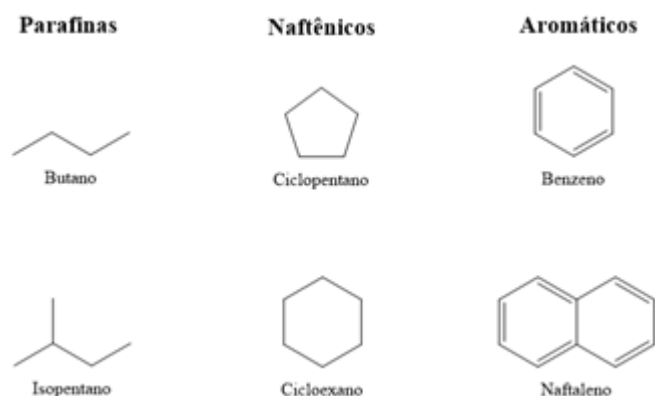 Parafinas
Naftênicos
Aromáticos
Butano
Ciclopentano
Benzeno
Isopentano
Cicloexano
Naftaleno